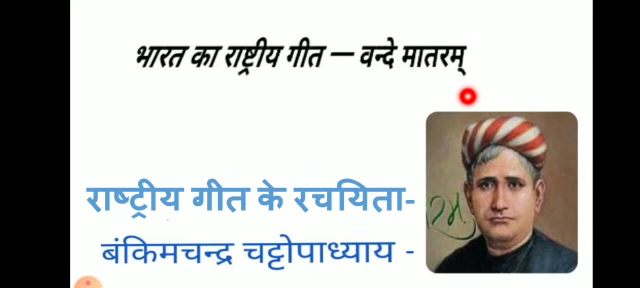 भारत का राष्ट्रीय गीत — वन्दे मातरम्
राष्ट्रीय गीत के रचयिता-
बंकिमचन्द्र चट्टोपाध्याय -